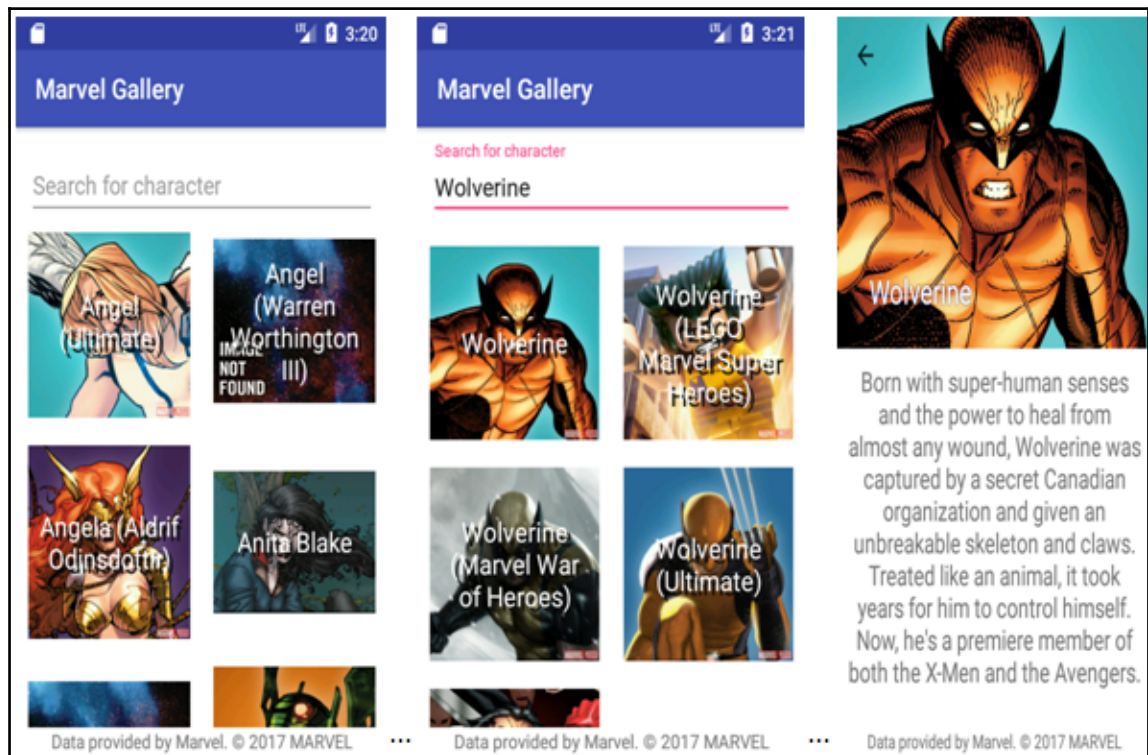 LTE 3:20
Marvel Gallery
Search for character
Angel
(Ultimate)
Angel
(Warren
Worthington
III)
IMAGE
NOT
FOUND
Angela (Aldrif
Odinsdottir)
Anita Blake
Data provided by Marvel. © 2017 MARVEL
...
LTE 3:21
Marvel Gallery
Search for character
Wolverine
Wolverine
Wolverine
(LEGO
Marvel Super
Heroes)
Wolverine
(Marvel War
of Heroes)
Wolverine
(Ultimate)
Data provided by Marvel. © 2017 MARVEL
...
Wolverine
Born with super-human senses
and the power to heal from
almost any wound, Wolverine was
captured by a secret Canadian
organization and given an
unbreakable skeleton and claws.
Treated like an animal, it took
years for him to control himself.
Now, he's a premiere member of
both the X-Men and the Avengers.
Data provided by Marvel. © 2017 MARVEL